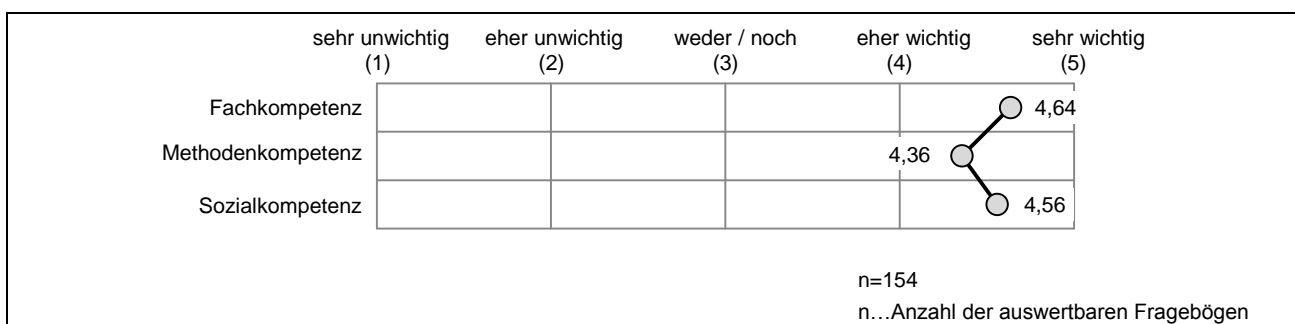 sehr unwichtig eher unwichtig weder / noch eher wichtig sehr wichtig
(1) (2) (3) (4) (5)
Fachkompetenz 4,64
Methodenkompetenz 4,36
Sozialkompetenz 4,56
n=154
n…Anzahl der auswertbaren Fragebögen